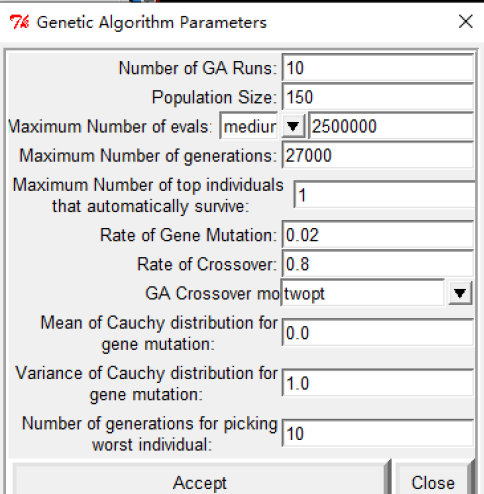 Genetic Algorithm Parameters
Number of GA Runs: 10
Population Size: 150
Maximum Number of evals: mediur 2500000
Maximum Number of generations: 27000
Maximum Number of top individuals
that automatically survive: 1
Rate of Gene Mutation: 0.02
Rate of Crossover: 0.8
GA Crossover mo twopt
Mean of Cauchy distribution for
gene mutation: 0.0
Variance of Cauchy distribution for
gene mutation: 1.0
Number of generations for picking
worst individual: 10
Accept Close